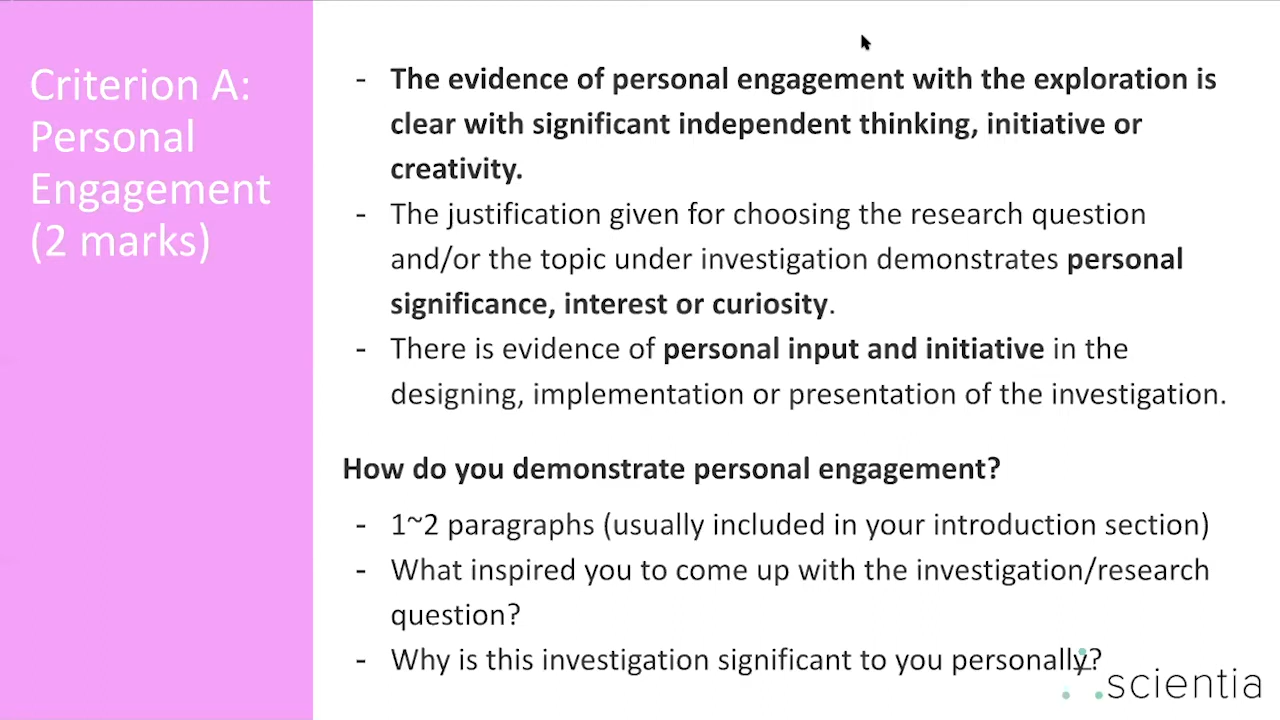 Criterion A:
Personal
Engagement
(2 marks)
- The evidence of personal engagement with the exploration is
clear with significant independent thinking, initiative or
creativity.
- The justification given for choosing the research question
and/or the topic under investigation demonstrates personal
significance, interest or curiosity.
- There is evidence of personal input and initiative in the
designing, implementation or presentation of the investigation.
How do you demonstrate personal engagement?
- 1~2 paragraphs (usually included in your introduction section)
- What inspired you to come up with the investigation/research
question?
- Why is this investigation significant to you personally?
scientia